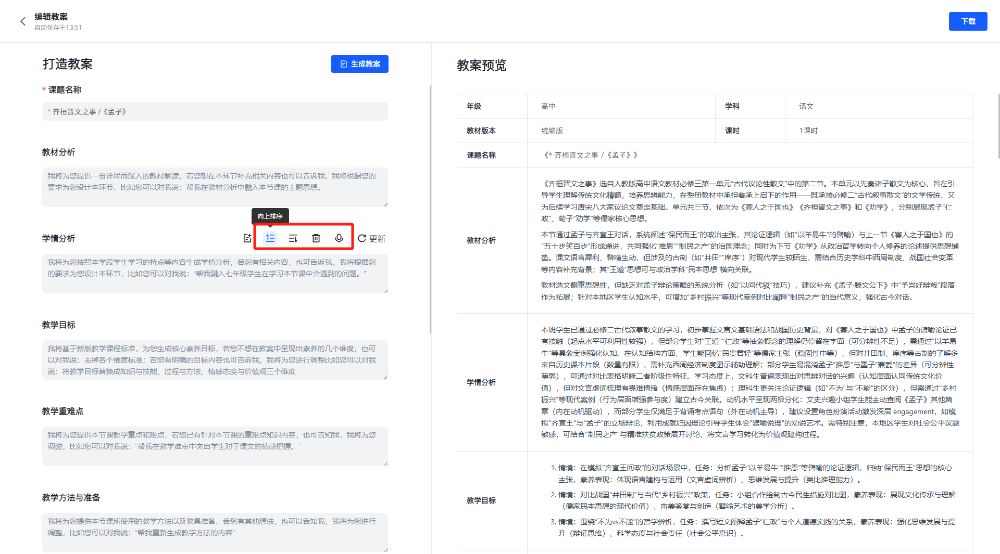 编辑教案
自动保存于13:51
下载
打造教案
生成教案
* 课题名称
* 齐桓晋文之事 /《孟子》
教材分析
我将为您提供一份详尽而深入的教材解读，若您想在本环节补充相关内容也可以告诉我，我将根据您的
要求为您设计本环节，比如您可以对我说：帮我在教材分析中融入本节课的主题思想。
向上排序
学情分析
更新
我将为您按照本学段学生学习的特点等内容生成学情分析，若您有相关内容，也可告诉我，我将根据您
的要求为您设计本环节，比如您可以对我说：“帮我融入七年级学生在学习本节课中会遇到的问题。”
教学目标
我将基于新版教学课程标准，为您生成核心素养目标，若您不想在教案中呈现出素养的几个维度，也可
以对我说：去掉各个维度标准；若您有明确的目标内容也可告诉我，我将为您进行调整比如您可以对我
说：将教学目标替换成知识与技能、过程与方法、情感态度与价值观三个维度
教学重难点
我将为您提供本节课教学重点和难点，若您已有针对本节课的重难点知识内容，也可告知我，我将为您
调整，比如您可以对我说：“帮我在教学难点中突出学生对于课文的情感把握。”
教学方法与准备
我将为您提供本节课所使用的教学方法以及教具准备，若您有其他想法，也可以告知我，我将为您进行
调整，比如您可以对我说：“帮我重新生成教学方法的内容”
教案预览
年级 高中 学科 语文
教材版本 统编版 课时 1课时
课题名称 《* 齐桓晋文之事 /《孟子》》
教材分析
《齐桓晋文之事》选自人教版高中语文教材必修三第一单元“古代议论性散文”中的第二节。本单元以先秦诸子散文为核心，旨在引
导学生理解传统文化精髓，培养思辨能力，在整册教材中承担着承上启下的作用——既承接必修二“古代叙事散文”的文学传统，又
为后续学习唐宋八大家议论文奠定基础。单元共三节，依次为《寡人之于国也》《齐桓晋文之事》和《劝学》，分别展现孟子“仁
政”、荀子“劝学”等儒家核心思想。
本节通过孟子与齐宣王对话，系统阐述“保民而王”的政治主张，其论证逻辑（如“以羊易牛”的譬喻）与上一节《寡人之于国也》的
“五十步笑百步”形成递进，共同强化“推恩”“制民之产”的治国理念；同时为下节《劝学》从政治哲学转向个人修养的论述提供思想铺
垫。课文语言犀利、譬喻生动，但涉及的古制（如“井田”“庠序”）对现代学生较陌生，需结合历史学科中西周制度、战国社会变革
等内容补充背景；其“王道”思想可与政治学科“民本思想”横向关联。
教材选文侧重思想性，但缺乏对孟子辩论策略的系统分析（如“以问代驳”技巧），建议补充《孟子·滕文公下》中“予岂好辩哉”段落
作为拓展；针对本地区学生认知水平，可增加“乡村振兴”等现代案例对比阐释“制民之产”的当代意义，强化古今对话。
学情分析
本班学生已通过必修二古代叙事散文的学习，初步掌握文言文基础语法和战国历史背景，对《寡人之于国也》中孟子的譬喻论证已
有接触（起点水平可利用性较强），但部分学生对"王道""仁政"等抽象概念的理解仍停留在字面（可分辨性不足），需通过"以羊易
牛"等具象案例强化认知。在认知结构方面，学生能回忆"民贵君轻"等儒家主张（稳固性中等），但对井田制、庠序等古制的了解多
来自历史课本片段（数量有限），需补充西周经济制度图示辅助理解；部分学生易混淆孟子"推恩"与墨子"兼爱"的差异（可分辨性
薄弱），可通过对比表格明晰二者阶级性特征。学习态度上，文科生普遍表现出对思辨对话的兴趣（认知层面认同传统文化价
值），但对文言虚词梳理有畏难情绪（情感层面存在焦虑）；理科生更关注论证逻辑（如"不为"与"不能"的区分），但需通过"乡村
振兴"等现代案例（行为层面增强参与度）建立古今关联。动机水平呈现两极分化：文史兴趣小组学生能主动查阅《孟子》其他篇
章（内在动机驱动），而部分学生仅满足于背诵考点语句（外在动机主导），建议设置角色扮演活动激发深层 engagement，如模
拟"齐宣王"与"孟子"的立场辩论，利用成就归因理论引导学生体会"譬喻说理"的劝说艺术。需特别注意，本地区学生对社会公平议题
敏感，可结合"制民之产"与精准扶贫政策展开讨论，将文言学习转化为价值观建构过程。
教学目标
1. 情境：在模拟“齐宣王问政”的对话场景中，任务：分析孟子“以羊易牛”“推恩”等譬喻的论证逻辑，归纳“保民而王”思想的核心
主张，素养表现：体现语言建构与运用（文言虚词辨析）、思维发展与提升（类比推理能力）。
2. 情境：对比战国“井田制”与当代“乡村振兴”政策，任务：小组合作绘制古今民生措施对比图，素养表现：展现文化传承与理解
（儒家民本思想的现代价值）、审美鉴赏与创造（譬喻艺术的美学分析）。
3. 情境：围绕“不为vs不能”的哲学辨析，任务：撰写短文阐释孟子“仁政”与个人道德实践的关系，素养表现：强化思维发展与提
升（辩证思维）、科学态度与社会责任（社会公平意识）。